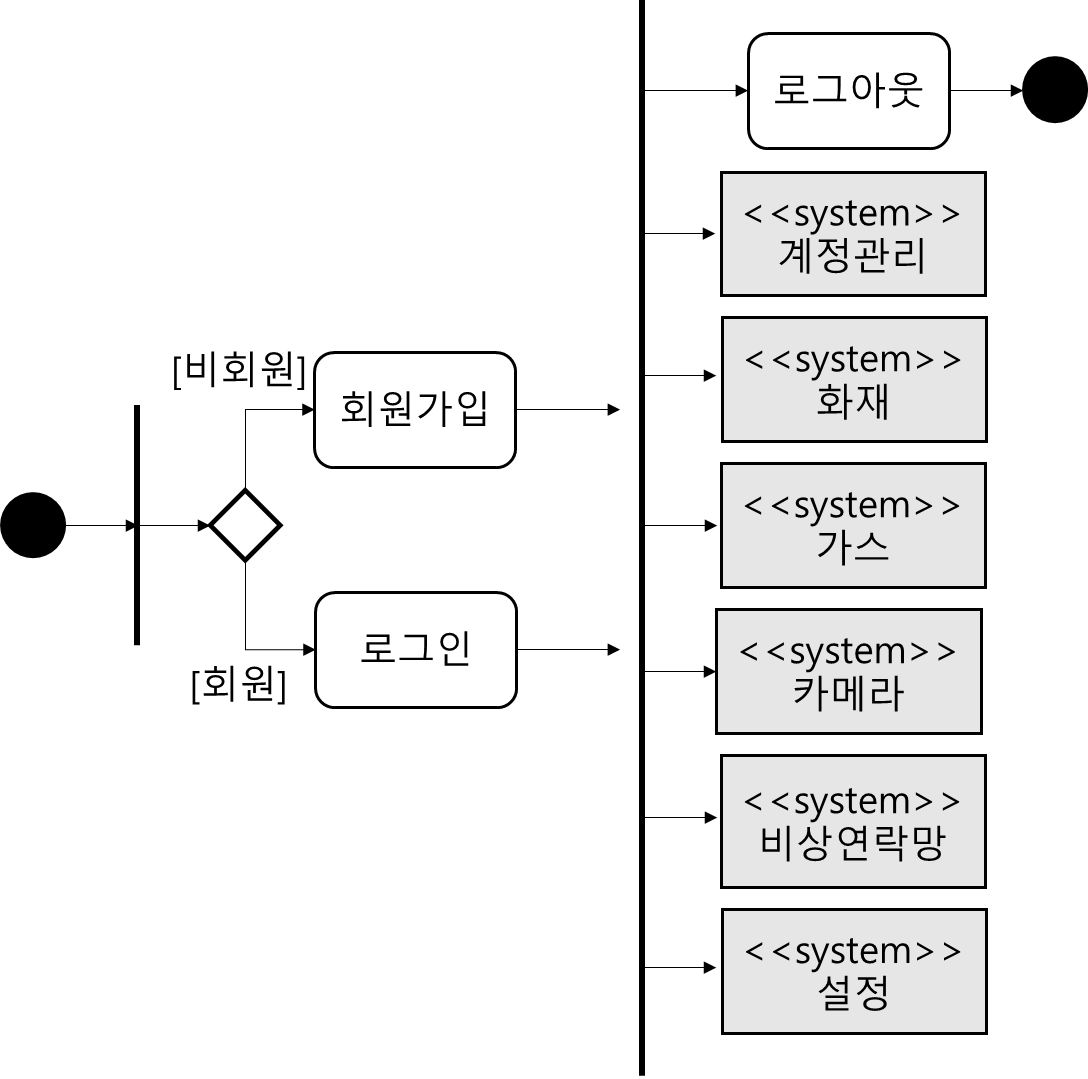 로그아웃
<<system>>
계정관리
<<system>>
화재
[비회원]
회원가입
<<system>>
가스
로그인
[회원]
<<system>>
카메라
<<system>>
비상연락망
<<system>>
설정